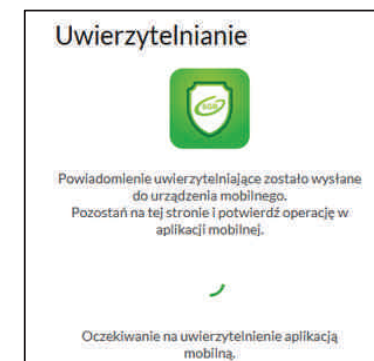 Uwierzytelnianie
SGB
Powiadomienie uwierzytelniające zostało wysłane
do urządzenia mobilnego.
Pozostań na tej stronie i potwierdź operację w
aplikacji mobilnej.
Oczekiwanie na uwierzytelnienie aplikacją
mobilną.